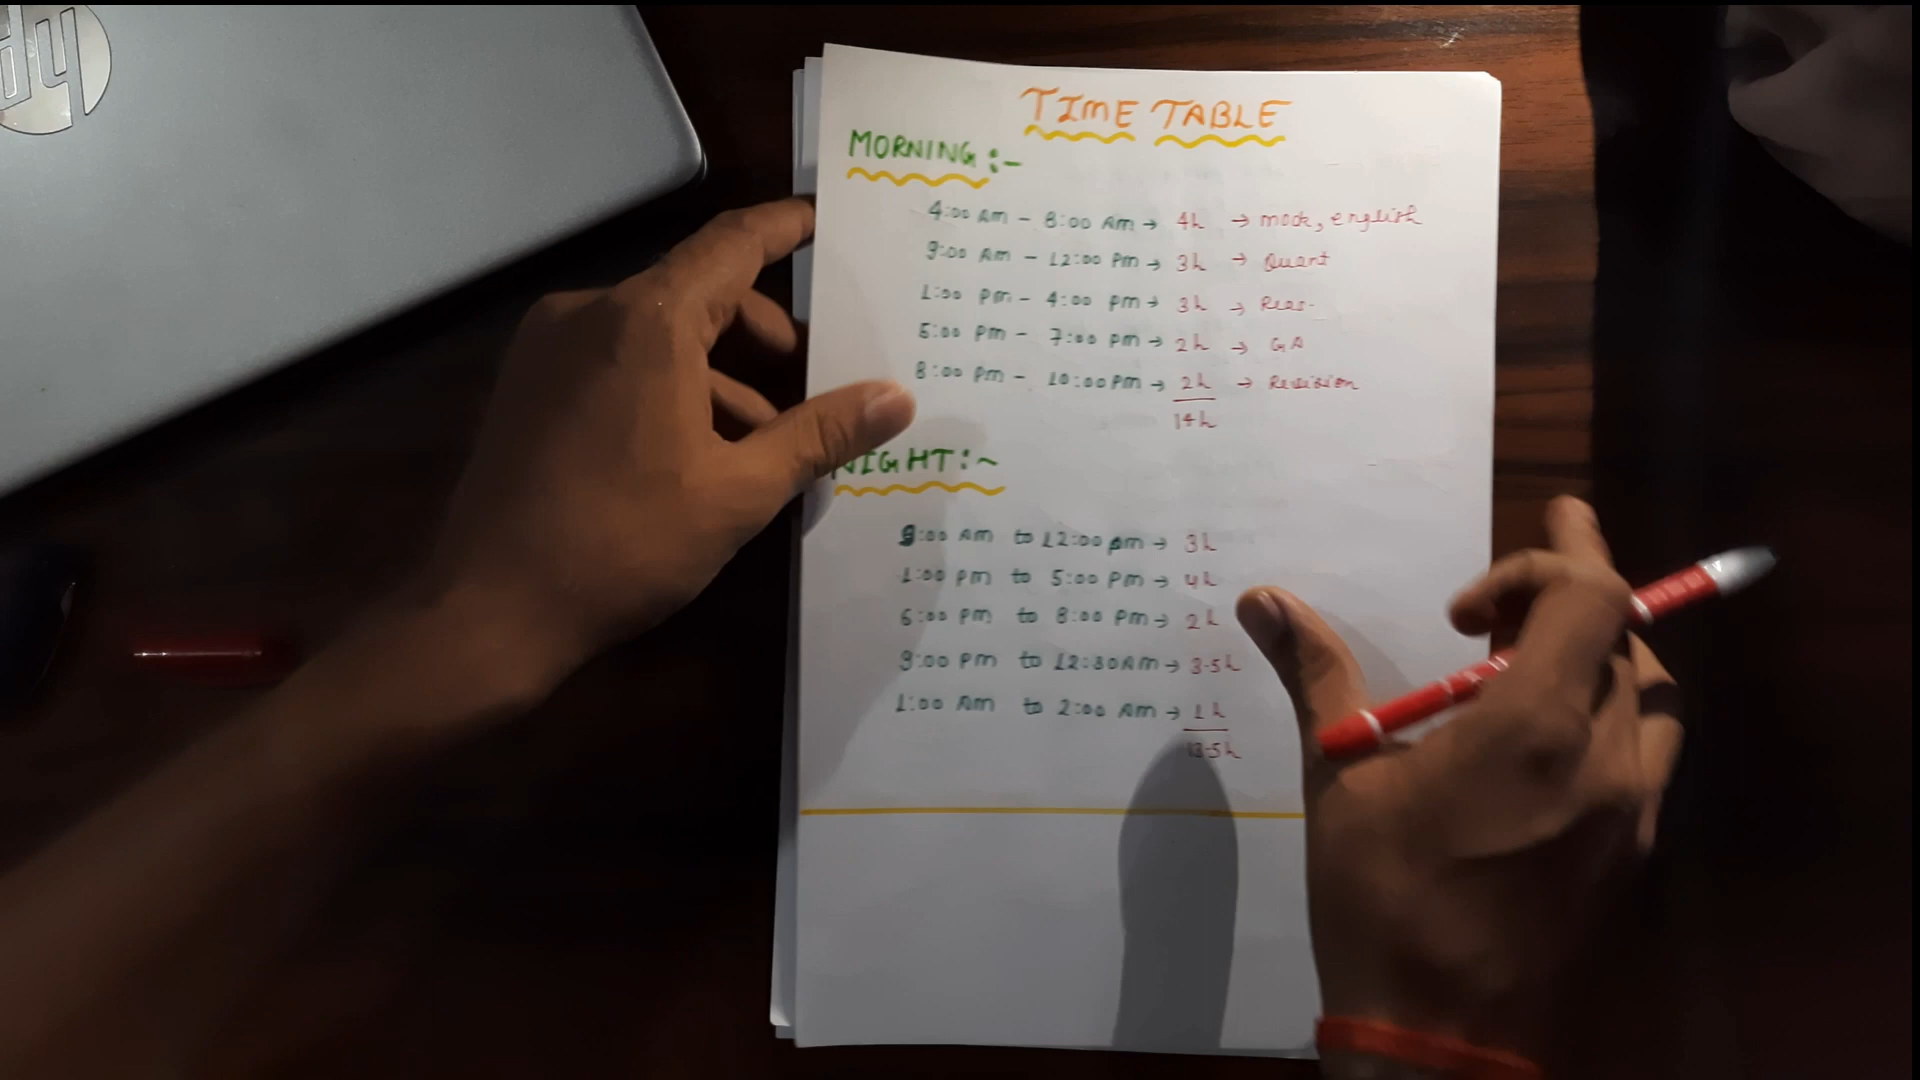 hp
TIME TABLE
MORNING :-
4:00 AM - 8:00 AM → 4h → mock, english
9:00 AM - 12:00 PM → 3h → Quant
1:00 PM - 4:00 PM → 3h → Reas.
5:00 PM - 7:00 PM → 2h → GA
8:00 PM - 10:00 PM → 2h → Revision
14h
NIGHT :~
9:00 AM to 12:00 pm → 3h
1:00 PM to 5:00 PM → 4h
6:00 PM to 8:00 PM → 2h
9:00 PM to 12:30 AM → 3.5h
1:00 AM to 2:00 AM → 1h
13.5h